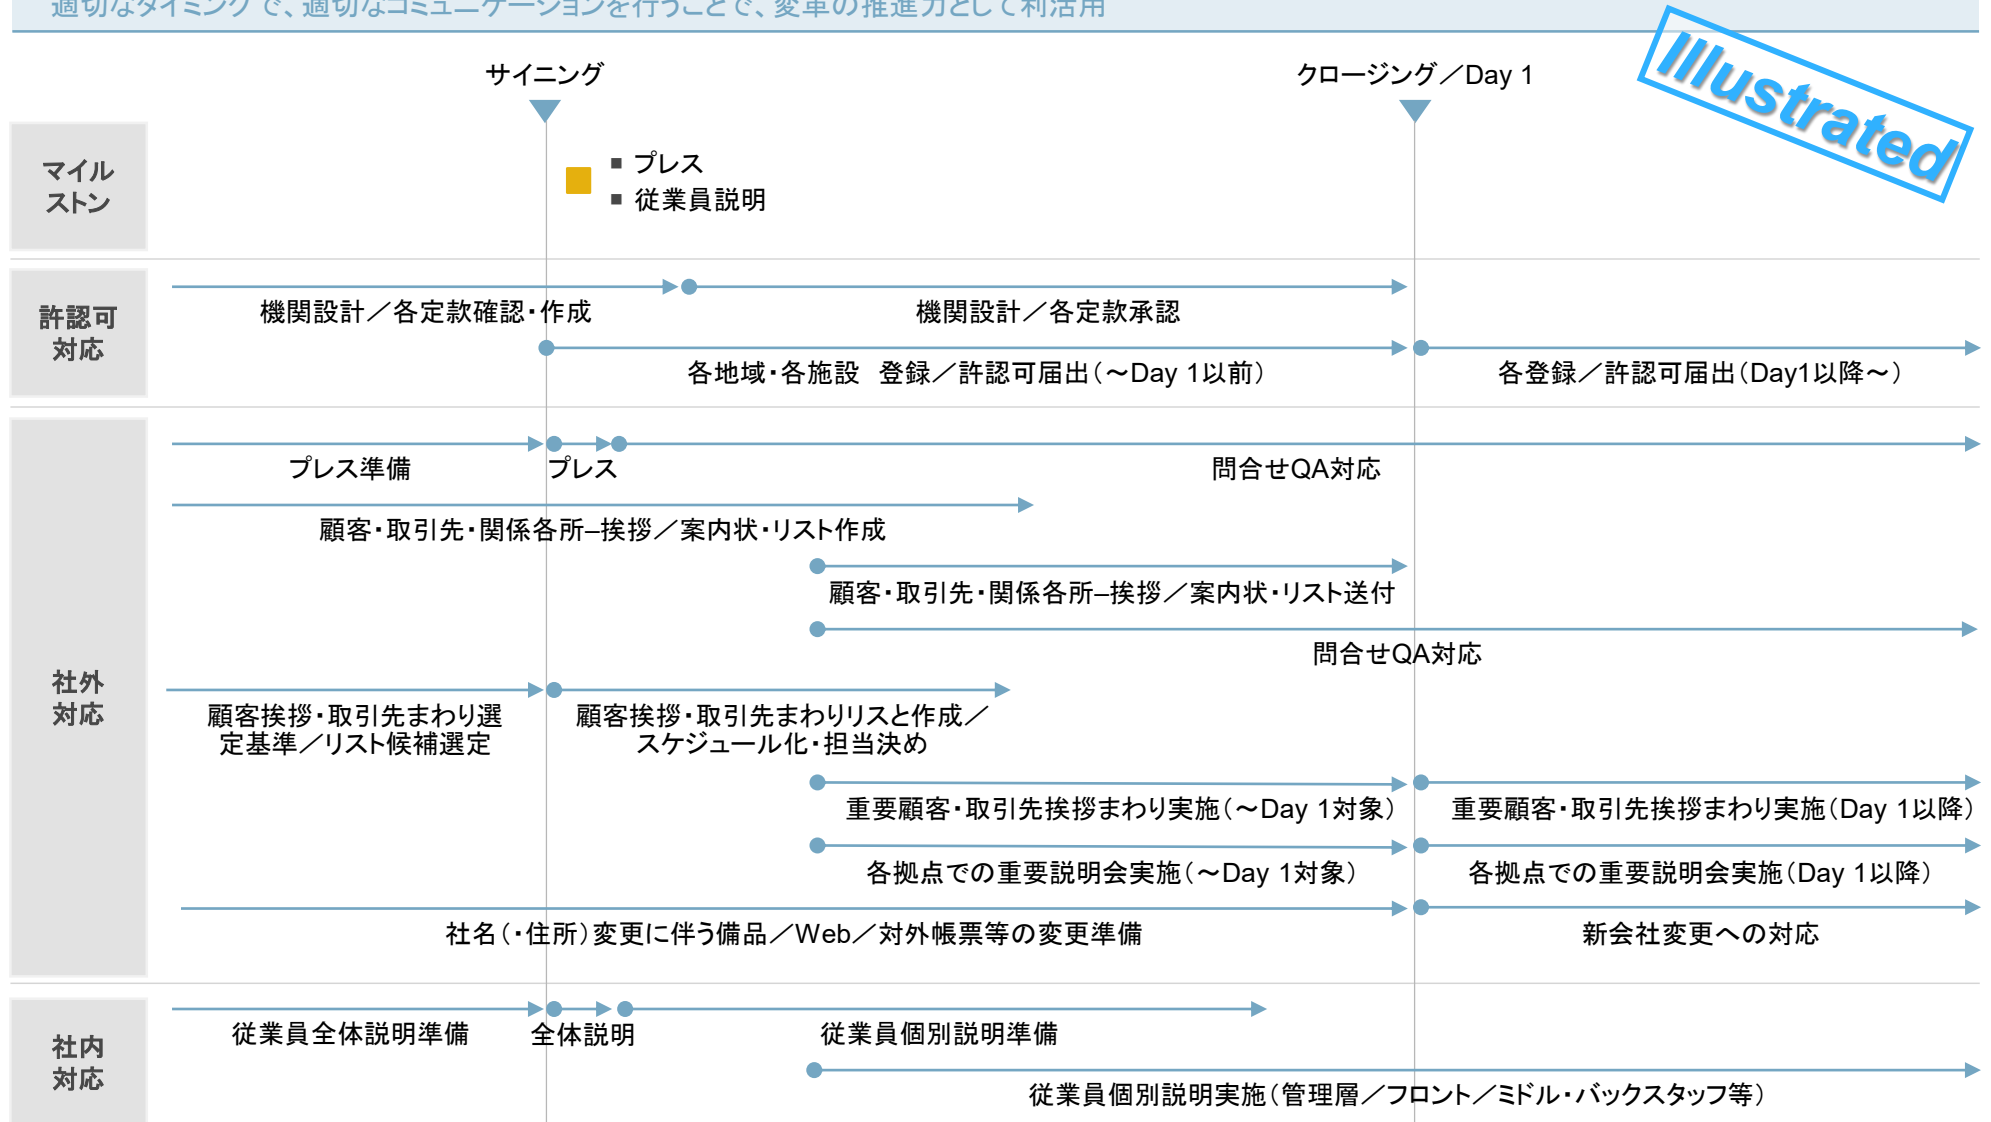 適切なタイミングで、適切なコミュニケーションを行うことで、変革の推進力として利活用
Illustrated
サイニング
クロージング／Day 1
マイル
ストン
■ プレス
■ 従業員説明
許認可
対応
機関設計／各定款確認・作成
機関設計／各定款承認
各地域・各施設 登録／許認可届出（～Day 1以前）
各登録／許認可届出（Day1以降～）
社外
対応
プレス準備
プレス
問合せQA対応
顧客・取引先・関係各所–挨拶／案内状・リスト作成
顧客・取引先・関係各所–挨拶／案内状・リスト送付
問合せQA対応
顧客挨拶・取引先まわり選
定基準／リスト候補選定
顧客挨拶・取引先まわりリスと作成／
スケジュール化・担当決め
重要顧客・取引先挨拶まわり実施（～Day 1対象）
重要顧客・取引先挨拶まわり実施（Day 1以降）
各拠点での重要説明会実施（～Day 1対象）
各拠点での重要説明会実施（Day 1以降）
社名（・住所）変更に伴う備品／Web／対外帳票等の変更準備
新会社変更への対応
社内
対応
従業員全体説明準備
全体説明
従業員個別説明準備
従業員個別説明実施（管理層／フロント／ミドル・バックスタッフ等）